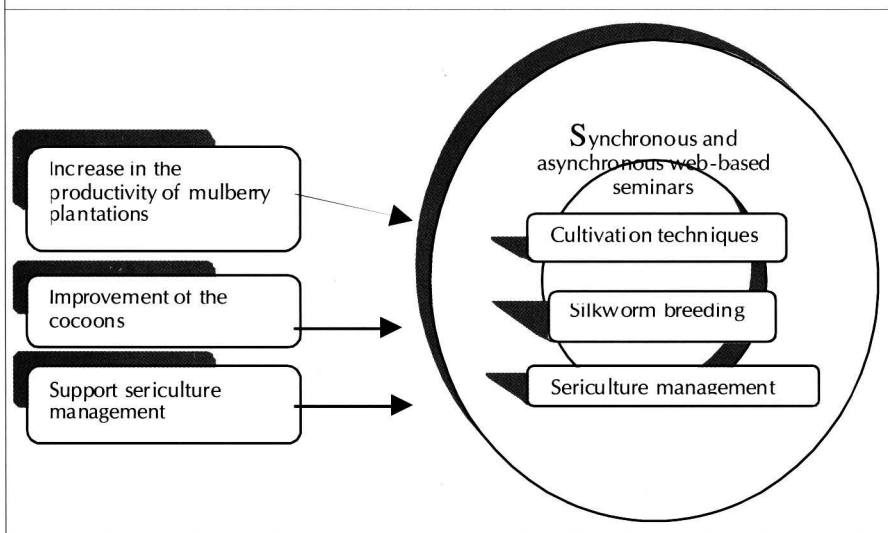 Increase in the
productivity of mulberry
plantations
Improvement of the
cocoons
Support sericulture
management
Synchronous and
asynchronous web-based
seminars
Cultivation techniques
Silkworm breeding
Sericulture management